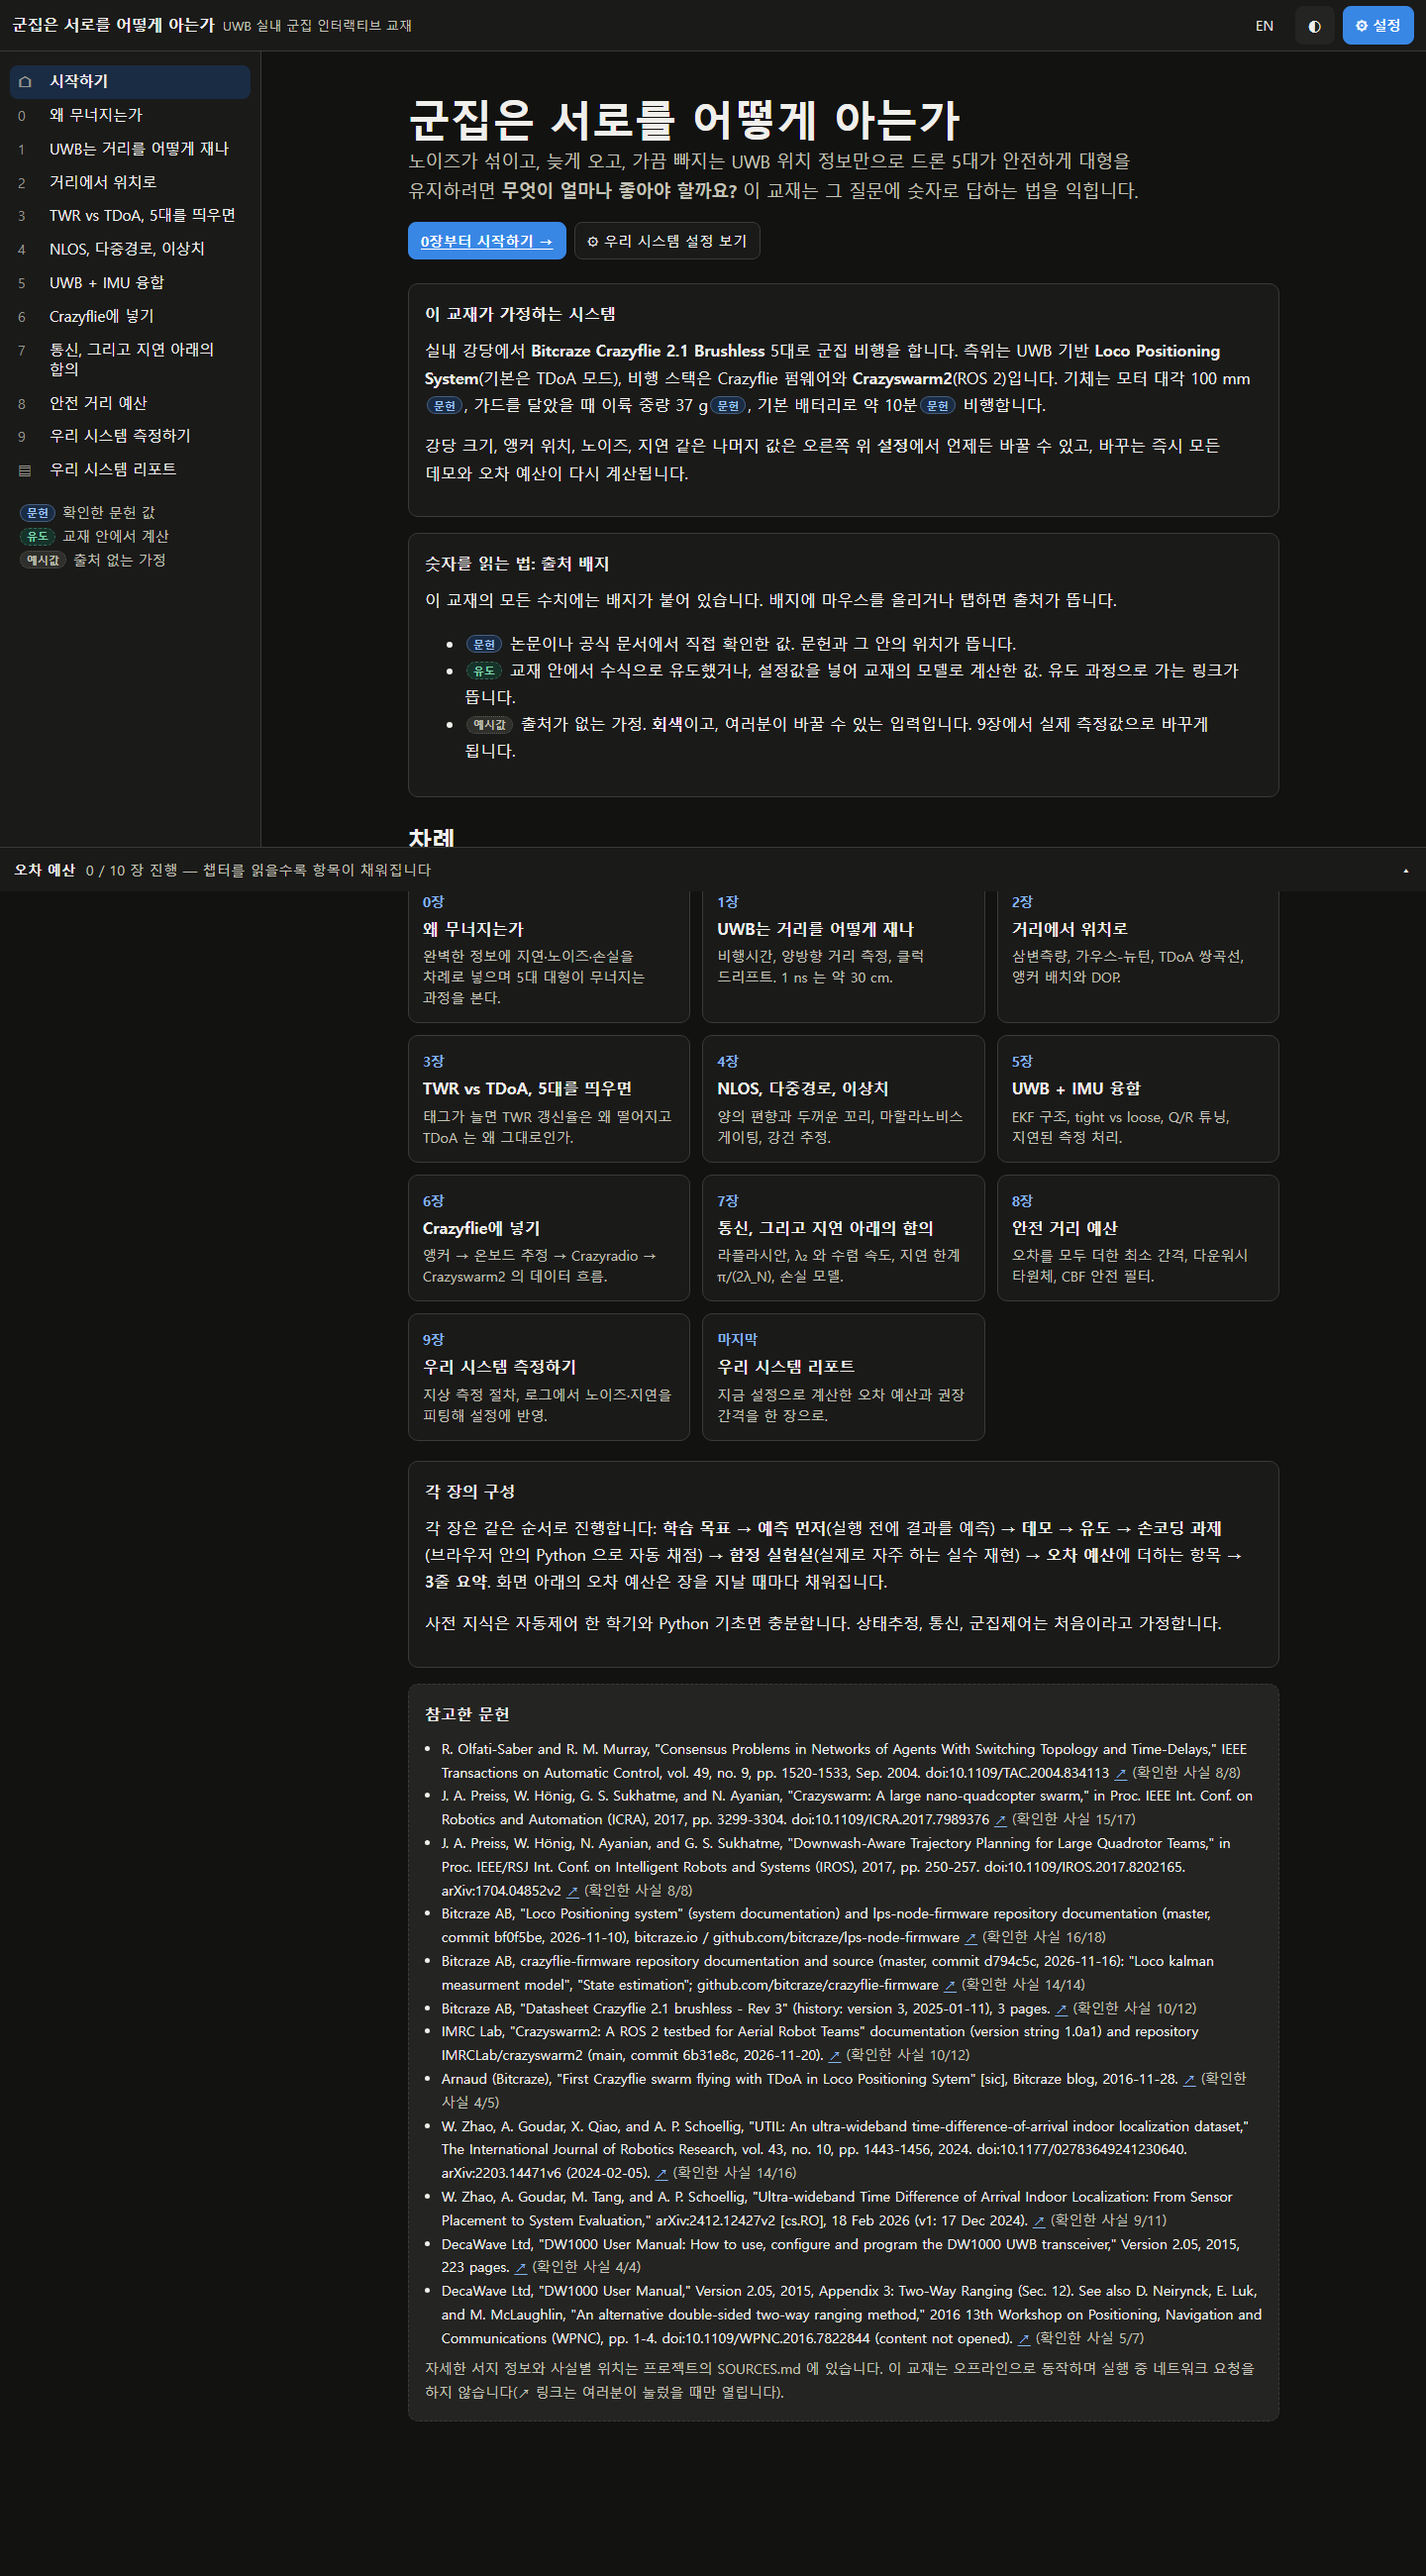 군집은 서로를 어떻게 아는가 UWB 실내 군집 인터랙티브 교재
EN
⚙ 설정
시작하기
0 왜 무너지는가
1 UWB는 거리를 어떻게 재나
2 거리에서 위치로
3 TWR vs TDoA, 5대를 띄우면
4 NLOS, 다중경로, 이상치
5 UWB + IMU 융합
6 Crazyflie에 넣기
7 통신, 그리고 지연 아래의
합의
8 안전 거리 예산
9 우리 시스템 측정하기
우리 시스템 리포트
문헌 확인한 문헌 값
유도 교재 안에서 계산
예시값 출처 없는 가정
군집은 서로를 어떻게 아는가
노이즈가 섞이고, 늦게 오고, 가끔 빠지는 UWB 위치 정보만으로 드론 5대가 안전하게 대형을
유지하려면 무엇이 얼마나 좋아야 할까요? 이 교재는 그 질문에 숫자로 답하는 법을 익힙니다.
0장부터 시작하기 →
⚙ 우리 시스템 설정 보기
이 교재가 가정하는 시스템
실내 강당에서 Bitcraze Crazyflie 2.1 Brushless 5대로 군집 비행을 합니다. 측위는 UWB 기반 Loco Positioning
System(기본은 TDoA 모드), 비행 스택은 Crazyflie 펌웨어와 Crazyswarm2(ROS 2)입니다. 기체는 모터 대각 100 mm
문헌, 가드를 달았을 때 이륙 중량 37 g문헌, 기본 배터리로 약 10분문헌 비행합니다.
강당 크기, 앵커 위치, 노이즈, 지연 같은 나머지 값은 오른쪽 위 설정에서 언제든 바꿀 수 있고, 바꾸는 즉시 모든
데모와 오차 예산이 다시 계산됩니다.
숫자를 읽는 법: 출처 배지
이 교재의 모든 수치에는 배지가 붙어 있습니다. 배지에 마우스를 올리거나 탭하면 출처가 뜹니다.
• 문헌 논문이나 공식 문서에서 직접 확인한 값. 문헌과 그 안의 위치가 뜹니다.
• 유도 교재 안에서 수식으로 유도했거나, 설정값을 넣어 교재의 모델로 계산한 값. 유도 과정으로 가는 링크가
뜹니다.
• 예시값 출처가 없는 가정. 회색이고, 여러분이 바꿀 수 있는 입력입니다. 9장에서 실제 측정값으로 바꾸게
됩니다.
차례
오차 예산 0 / 10 장 진행 — 챕터를 읽을수록 항목이 채워집니다
0장
왜 무너지는가
완벽한 정보에 지연·노이즈·손실을
차례로 넣으며 5대 대형이 무너지는
과정을 본다.
1장
UWB는 거리를 어떻게 재나
비행시간, 양방향 거리 측정, 클럭
드리프트. 1 ns 는 약 30 cm.
2장
거리에서 위치로
삼변측량, 가우스-뉴턴, TDoA 쌍곡선,
앵커 배치와 DOP.
3장
TWR vs TDoA, 5대를 띄우면
태그가 늘면 TWR 갱신율은 왜 떨어지고
TDoA 는 왜 그대로인가.
4장
NLOS, 다중경로, 이상치
양의 편향과 두꺼운 꼬리, 마할라노비스
게이팅, 강건 추정.
5장
UWB + IMU 융합
EKF 구조, tight vs loose, Q/R 튜닝,
지연된 측정 처리.
6장
Crazyflie에 넣기
앵커 → 온보드 추정 → Crazyradio →
Crazyswarm2 의 데이터 흐름.
7장
통신, 그리고 지연 아래의 합의
라플라시안, λ₂ 와 수렴 속도, 지연 한계
π/(2λ_N), 손실 모델.
8장
안전 거리 예산
오차를 모두 더한 최소 간격, 다운워시
타원체, CBF 안전 필터.
9장
우리 시스템 측정하기
지상 측정 절차, 로그에서 노이즈·지연을
피팅해 설정에 반영.
마지막
우리 시스템 리포트
지금 설정으로 계산한 오차 예산과 권장
간격을 한 장으로.
각 장의 구성
각 장은 같은 순서로 진행합니다: 학습 목표 → 예측 먼저(실행 전에 결과를 예측) → 데모 → 유도 → 손코딩 과제
(브라우저 안의 Python 으로 자동 채점) → 함정 실험실(실제로 자주 하는 실수 재현) → 오차 예산에 더하는 항목 →
3줄 요약. 화면 아래의 오차 예산은 장을 지날 때마다 채워집니다.
사전 지식은 자동제어 한 학기와 Python 기초면 충분합니다. 상태추정, 통신, 군집제어는 처음이라고 가정합니다.
참고한 문헌
• R. Olfati-Saber and R. M. Murray, "Consensus Problems in Networks of Agents With Switching Topology and Time-Delays," IEEE
Transactions on Automatic Control, vol. 49, no. 9, pp. 1520-1533, Sep. 2004. doi:10.1109/TAC.2004.834113 ↗ (확인한 사실 8/8)
• J. A. Preiss, W. Hönig, G. S. Sukhatme, and N. Ayanian, "Crazyswarm: A large nano-quadcopter swarm," in Proc. IEEE Int. Conf. on
Robotics and Automation (ICRA), 2017, pp. 3299-3304. doi:10.1109/ICRA.2017.7989376 ↗ (확인한 사실 15/17)
• J. A. Preiss, W. Hönig, N. Ayanian, and G. S. Sukhatme, "Downwash-Aware Trajectory Planning for Large Quadrotor Teams," in
Proc. IEEE/RSJ Int. Conf. on Intelligent Robots and Systems (IROS), 2017, pp. 250-257. doi:10.1109/IROS.2017.8202165.
arXiv:1704.04852v2 ↗ (확인한 사실 8/8)
• Bitcraze AB, "Loco Positioning system" (system documentation) and lps-node-firmware repository documentation (master,
commit bf0f5be, 2026-11-10), bitcraze.io / github.com/bitcraze/lps-node-firmware ↗ (확인한 사실 16/18)
• Bitcraze AB, crazyflie-firmware repository documentation and source (master, commit d794c5c, 2026-11-16): "Loco kalman
measurment model", "State estimation"; github.com/bitcraze/crazyflie-firmware ↗ (확인한 사실 14/14)
• Bitcraze AB, "Datasheet Crazyflie 2.1 brushless - Rev 3" (history: version 3, 2025-01-11), 3 pages. ↗ (확인한 사실 10/12)
• IMRC Lab, "Crazyswarm2: A ROS 2 testbed for Aerial Robot Teams" documentation (version string 1.0a1) and repository
IMRCLab/crazyswarm2 (main, commit 6b31e8c, 2026-11-20). ↗ (확인한 사실 10/12)
• Arnaud (Bitcraze), "First Crazyflie swarm flying with TDoA in Loco Positioning Sytem" [sic], Bitcraze blog, 2016-11-28. ↗ (확인한
사실 4/5)
• W. Zhao, A. Goudar, X. Qiao, and A. P. Schoellig, "UTIL: An ultra-wideband time-difference-of-arrival indoor localization dataset,"
The International Journal of Robotics Research, vol. 43, no. 10, pp. 1443-1456, 2024. doi:10.1177/02783649241230640.
arXiv:2203.14471v6 (2024-02-05). ↗ (확인한 사실 14/16)
• W. Zhao, A. Goudar, M. Tang, and A. P. Schoellig, "Ultra-wideband Time Difference of Arrival Indoor Localization: From Sensor
Placement to System Evaluation," arXiv:2412.12427v2 [cs.RO], 18 Feb 2026 (v1: 17 Dec 2024). ↗ (확인한 사실 9/11)
• DecaWave Ltd, "DW1000 User Manual: How to use, configure and program the DW1000 UWB transceiver," Version 2.05, 2015,
223 pages. ↗ (확인한 사실 4/4)
• DecaWave Ltd, "DW1000 User Manual," Version 2.05, 2015, Appendix 3: Two-Way Ranging (Sec. 12). See also D. Neirynck, E. Luk,
and M. McLaughlin, "An alternative double-sided two-way ranging method," 2016 13th Workshop on Positioning, Navigation and
Communications (WPNC), pp. 1-4. doi:10.1109/WPNC.2016.7822844 (content not opened). ↗ (확인한 사실 5/7)
자세한 서지 정보와 사실별 위치는 프로젝트의 SOURCES.md 에 있습니다. 이 교재는 오프라인으로 동작하며 실행 중 네트워크 요청을
하지 않습니다(↗ 링크는 여러분이 눌렀을 때만 열립니다).